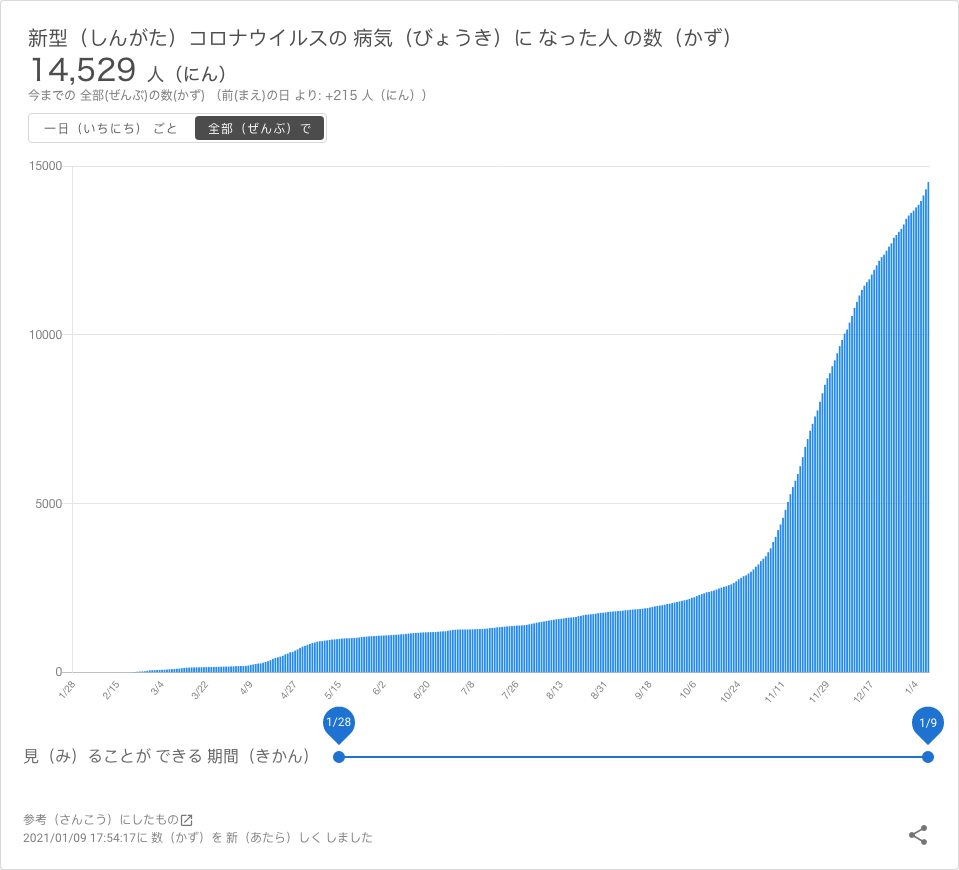 新型（しんがた）コロナウイルスの 病気（びょうき）に なった人 の数（かず）
14,529 人（にん）
今までの 全部(ぜんぶ)の数(かず) （前(まえ)の日 より: +215 人（にん））
一日（いちにち） ごと 全部（ぜんぶ）で
15000
10000
5000
0
1/28 2/15 3/4 3/22 4/9 4/27 5/15 6/2 6/20 7/8 7/26 8/13 8/31 9/18 10/6 10/24 11/11 11/29 12/17 1/4
1/28 1/9
見（み）ることが できる 期間（きかん）
参考（さんこう）にしたもの
2021/01/09 17:54:17に 数（かず）を 新（あたら）しく しました